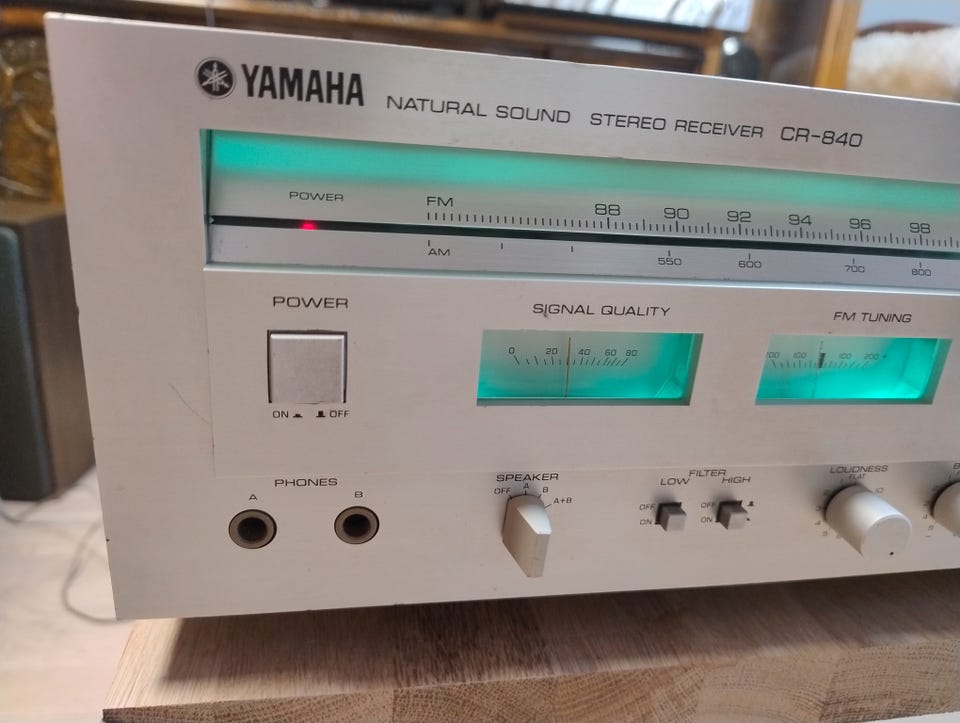 YAMAHA NATURAL SOUND STEREO RECEIVER CR-840
POWER
FM 88 90 92 94 96 98
AM 550 600 700 800
POWER
SIGNAL QUALITY
FM TUNING
0 20 40 60 80
100 100 200 +
ON OFF
PHONES
A B
SPEAKER
OFF A B A+B
FILTER
LOW HIGH
OFF OFF
ON ON
LOUDNESS
FLAT
10